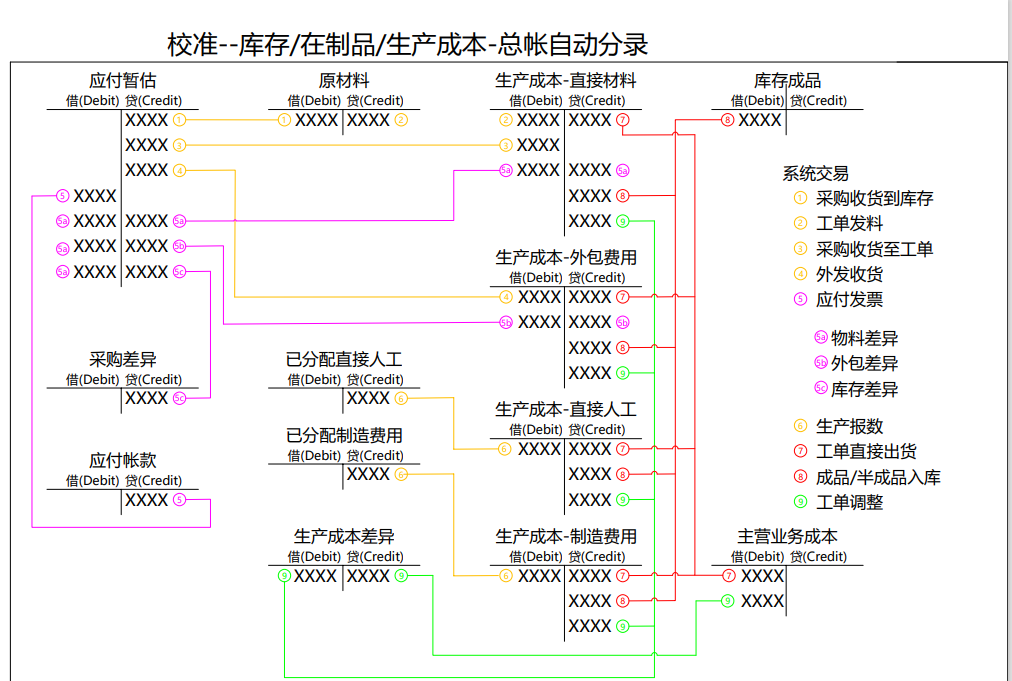 校准--库存/在制品/生产成本-总帐自动分录
应付暂估
借(Debit) 贷(Credit)
XXXX ①
XXXX ③
XXXX ④
⑤ XXXX
5a XXXX XXXX 5a
5a XXXX XXXX 5b
5a XXXX XXXX 5c
原材料
借(Debit) 贷(Credit)
① XXXX XXXX ②
生产成本-直接材料
借(Debit) 贷(Credit)
② XXXX XXXX ⑦
③ XXXX
5a XXXX XXXX 5a
XXXX ⑧
XXXX ⑨
库存成品
借(Debit) 贷(Credit)
⑧ XXXX
生产成本-外包费用
借(Debit) 贷(Credit)
④ XXXX XXXX ⑦
5b XXXX XXXX 5b
XXXX ⑧
XXXX ⑨
采购差异
借(Debit) 贷(Credit)
XXXX 5c
已分配直接人工
借(Debit) 贷(Credit)
XXXX ⑥
已分配制造费用
借(Debit) 贷(Credit)
XXXX ⑥
生产成本-直接人工
借(Debit) 贷(Credit)
⑥ XXXX XXXX ⑦
XXXX ⑧
XXXX ⑨
应付帐款
借(Debit) 贷(Credit)
XXXX ⑤
生产成本差异
借(Debit) 贷(Credit)
⑨ XXXX XXXX ⑨
生产成本-制造费用
借(Debit) 贷(Credit)
⑥ XXXX XXXX ⑦
XXXX ⑧
XXXX ⑨
主营业务成本
借(Debit) 贷(Credit)
⑦ XXXX
⑨ XXXX
系统交易
① 采购收货到库存
② 工单发料
③ 采购收货至工单
④ 外发收货
⑤ 应付发票
5a 物料差异
5b 外包差异
5c 库存差异
⑥ 生产报数
⑦ 工单直接出货
⑧ 成品/半成品入库
⑨ 工单调整